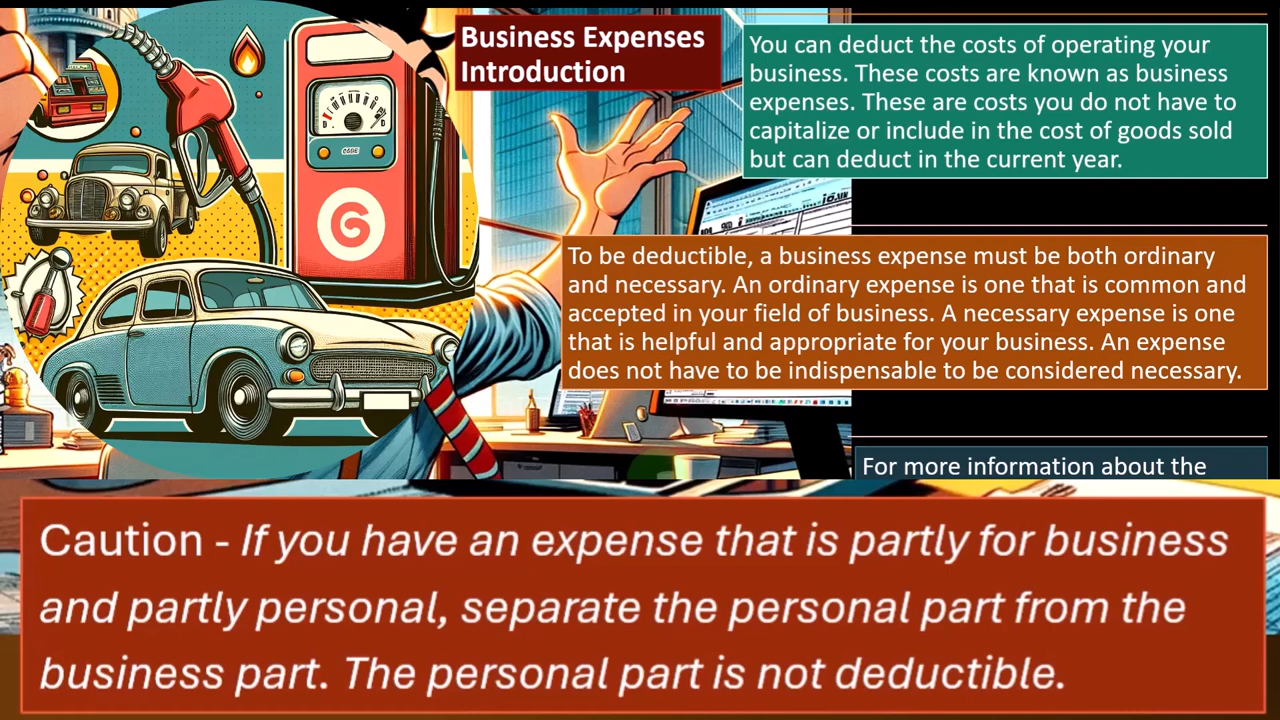 Business Expenses
Introduction
You can deduct the costs of operating your
business. These costs are known as business
expenses. These are costs you do not have to
capitalize or include in the cost of goods sold
but can deduct in the current year.
To be deductible, a business expense must be both ordinary
and necessary. An ordinary expense is one that is common and
accepted in your field of business. A necessary expense is one
that is helpful and appropriate for your business. An expense
does not have to be indispensable to be considered necessary.
For more information about the
Caution - If you have an expense that is partly for business
and partly personal, separate the personal part from the
business part. The personal part is not deductible.